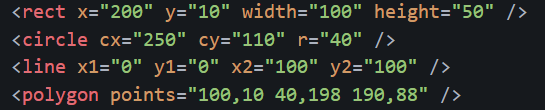 <rect x="200" y="10" width="100" height="50" />
<circle cx="250" cy="110" r="40" />
<line x1="0" y1="0" x2="100" y2="100" />
<polygon points="100,10 40,198 190,88" />